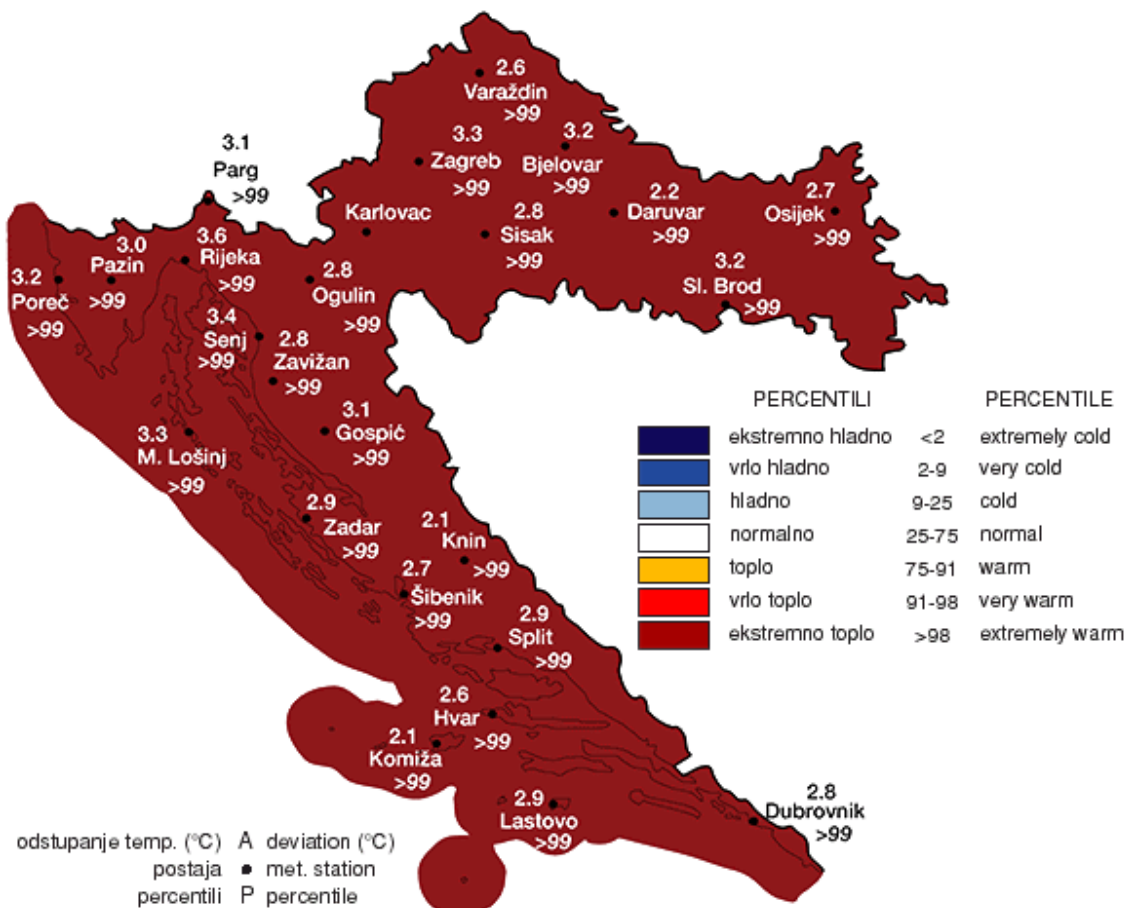 2.6
Varaždin
>99
3.3
Zagreb
>99
3.2
Bjelovar
>99
3.1
Parg
>99
Karlovac
2.8
Sisak
>99
2.2
Daruvar
>99
2.7
Osijek
>99
3.2
Sl. Brod
>99
3.2
Poreč
>99
3.0
Pazin
>99
3.6
Rijeka
>99
2.8
Ogulin
>99
3.4
Senj
>99
2.8
Zavižan
>99
3.1
Gospić
>99
3.3
M. Lošinj
>99
2.9
Zadar
>99
2.1
Knin
>99
2.7
Šibenik
>99
2.9
Split
>99
2.6
Hvar
>99
2.1
Komiža
>99
2.9
Lastovo
>99
2.8
Dubrovnik
>99
PERCENTILI PERCENTILE
ekstremno hladno <2 extremely cold
vrlo hladno 2-9 very cold
hladno 9-25 cold
normalno 25-75 normal
toplo 75-91 warm
vrlo toplo 91-98 very warm
ekstremno toplo >98 extremely warm
odstupanje temp. (°C) A deviation (°C)
postaja met. station
percentili P percentile